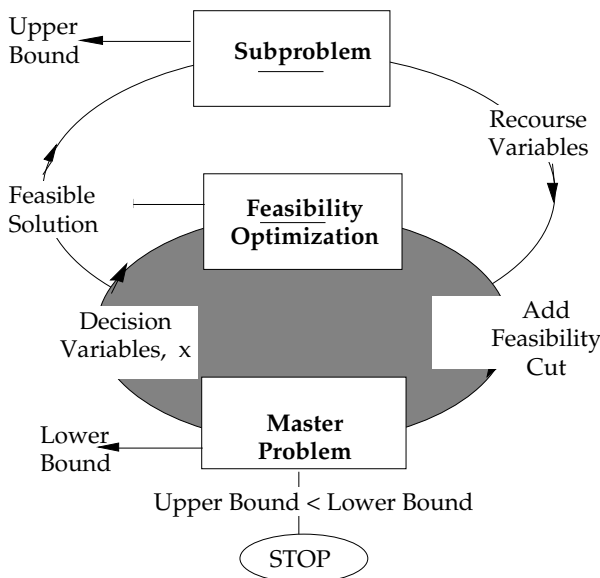 Upper
Bound
Subproblem
Recourse
Variables
Feasible
Solution
Feasibility
Optimization
Decision
Variables, x
Add
Feasibility
Cut
Master
Problem
Lower
Bound
Upper Bound < Lower Bound
STOP